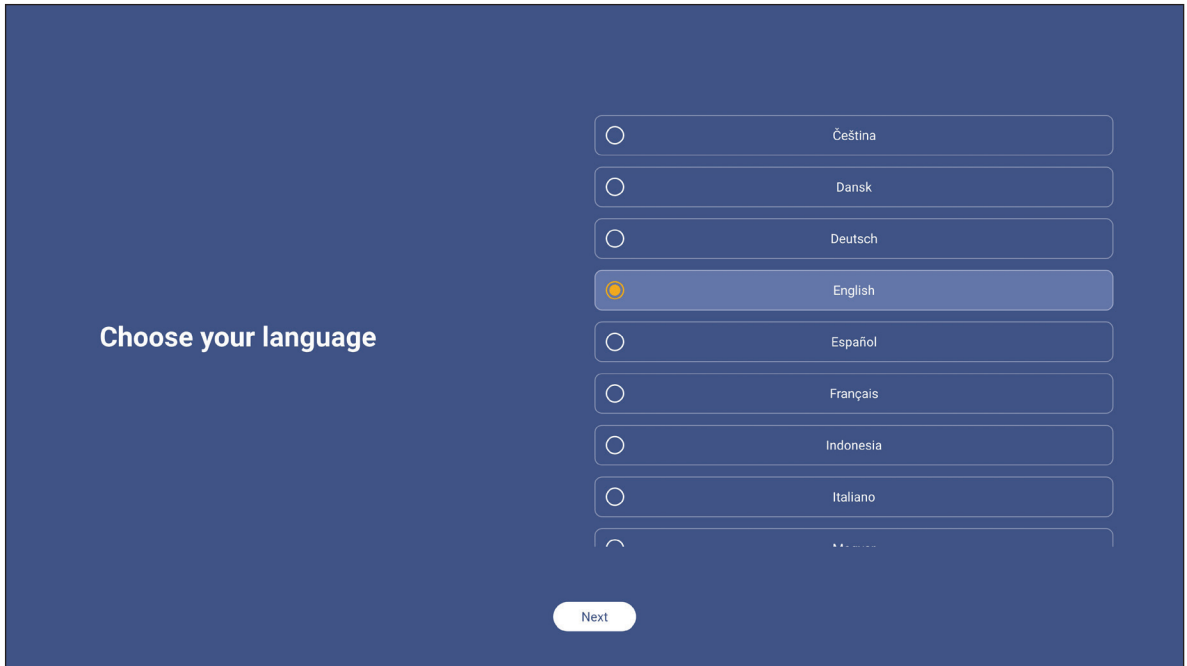 Choose your language
Čeština
Dansk
Deutsch
English
Español
Français
Indonesia
Italiano
Next